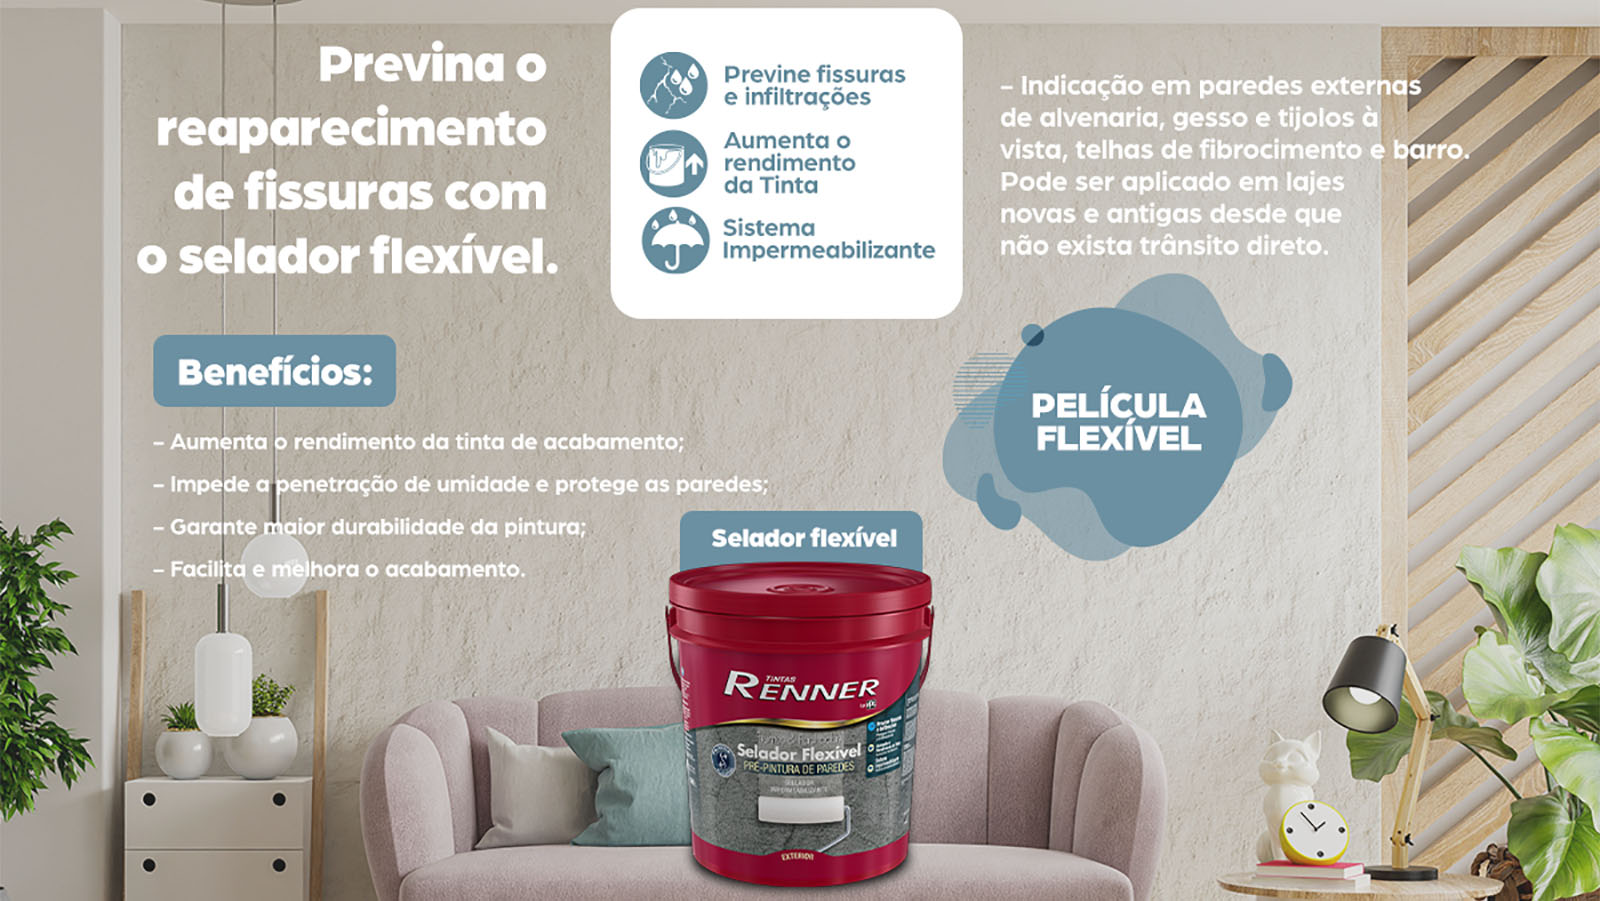 Previna o
reaparecimento
de fissuras com
o selador flexível.
Previne fissuras
e infiltrações
Aumenta o
rendimento
da Tinta
Sistema
Impermeabilizante
- Indicação em paredes externas
de alvenaria, gesso e tijolos à
vista, telhas de fibrocimento e barro.
Pode ser aplicado em lajes
novas e antigas desde que
não exista trânsito direto.
Benefícios:
- Aumenta o rendimento da tinta de acabamento;
- Impede a penetração de umidade e protege as paredes;
- Garante maior durabilidade da pintura;
- Facilita e melhora o acabamento.
PELÍCULA
FLEXÍVEL
Selador flexível
TINTAS
RENNER
Selador Flexível
PRÉ-PINTURA DE PAREDES
SELADOR
IMPERMEABILIZANTE
EXTERIOR